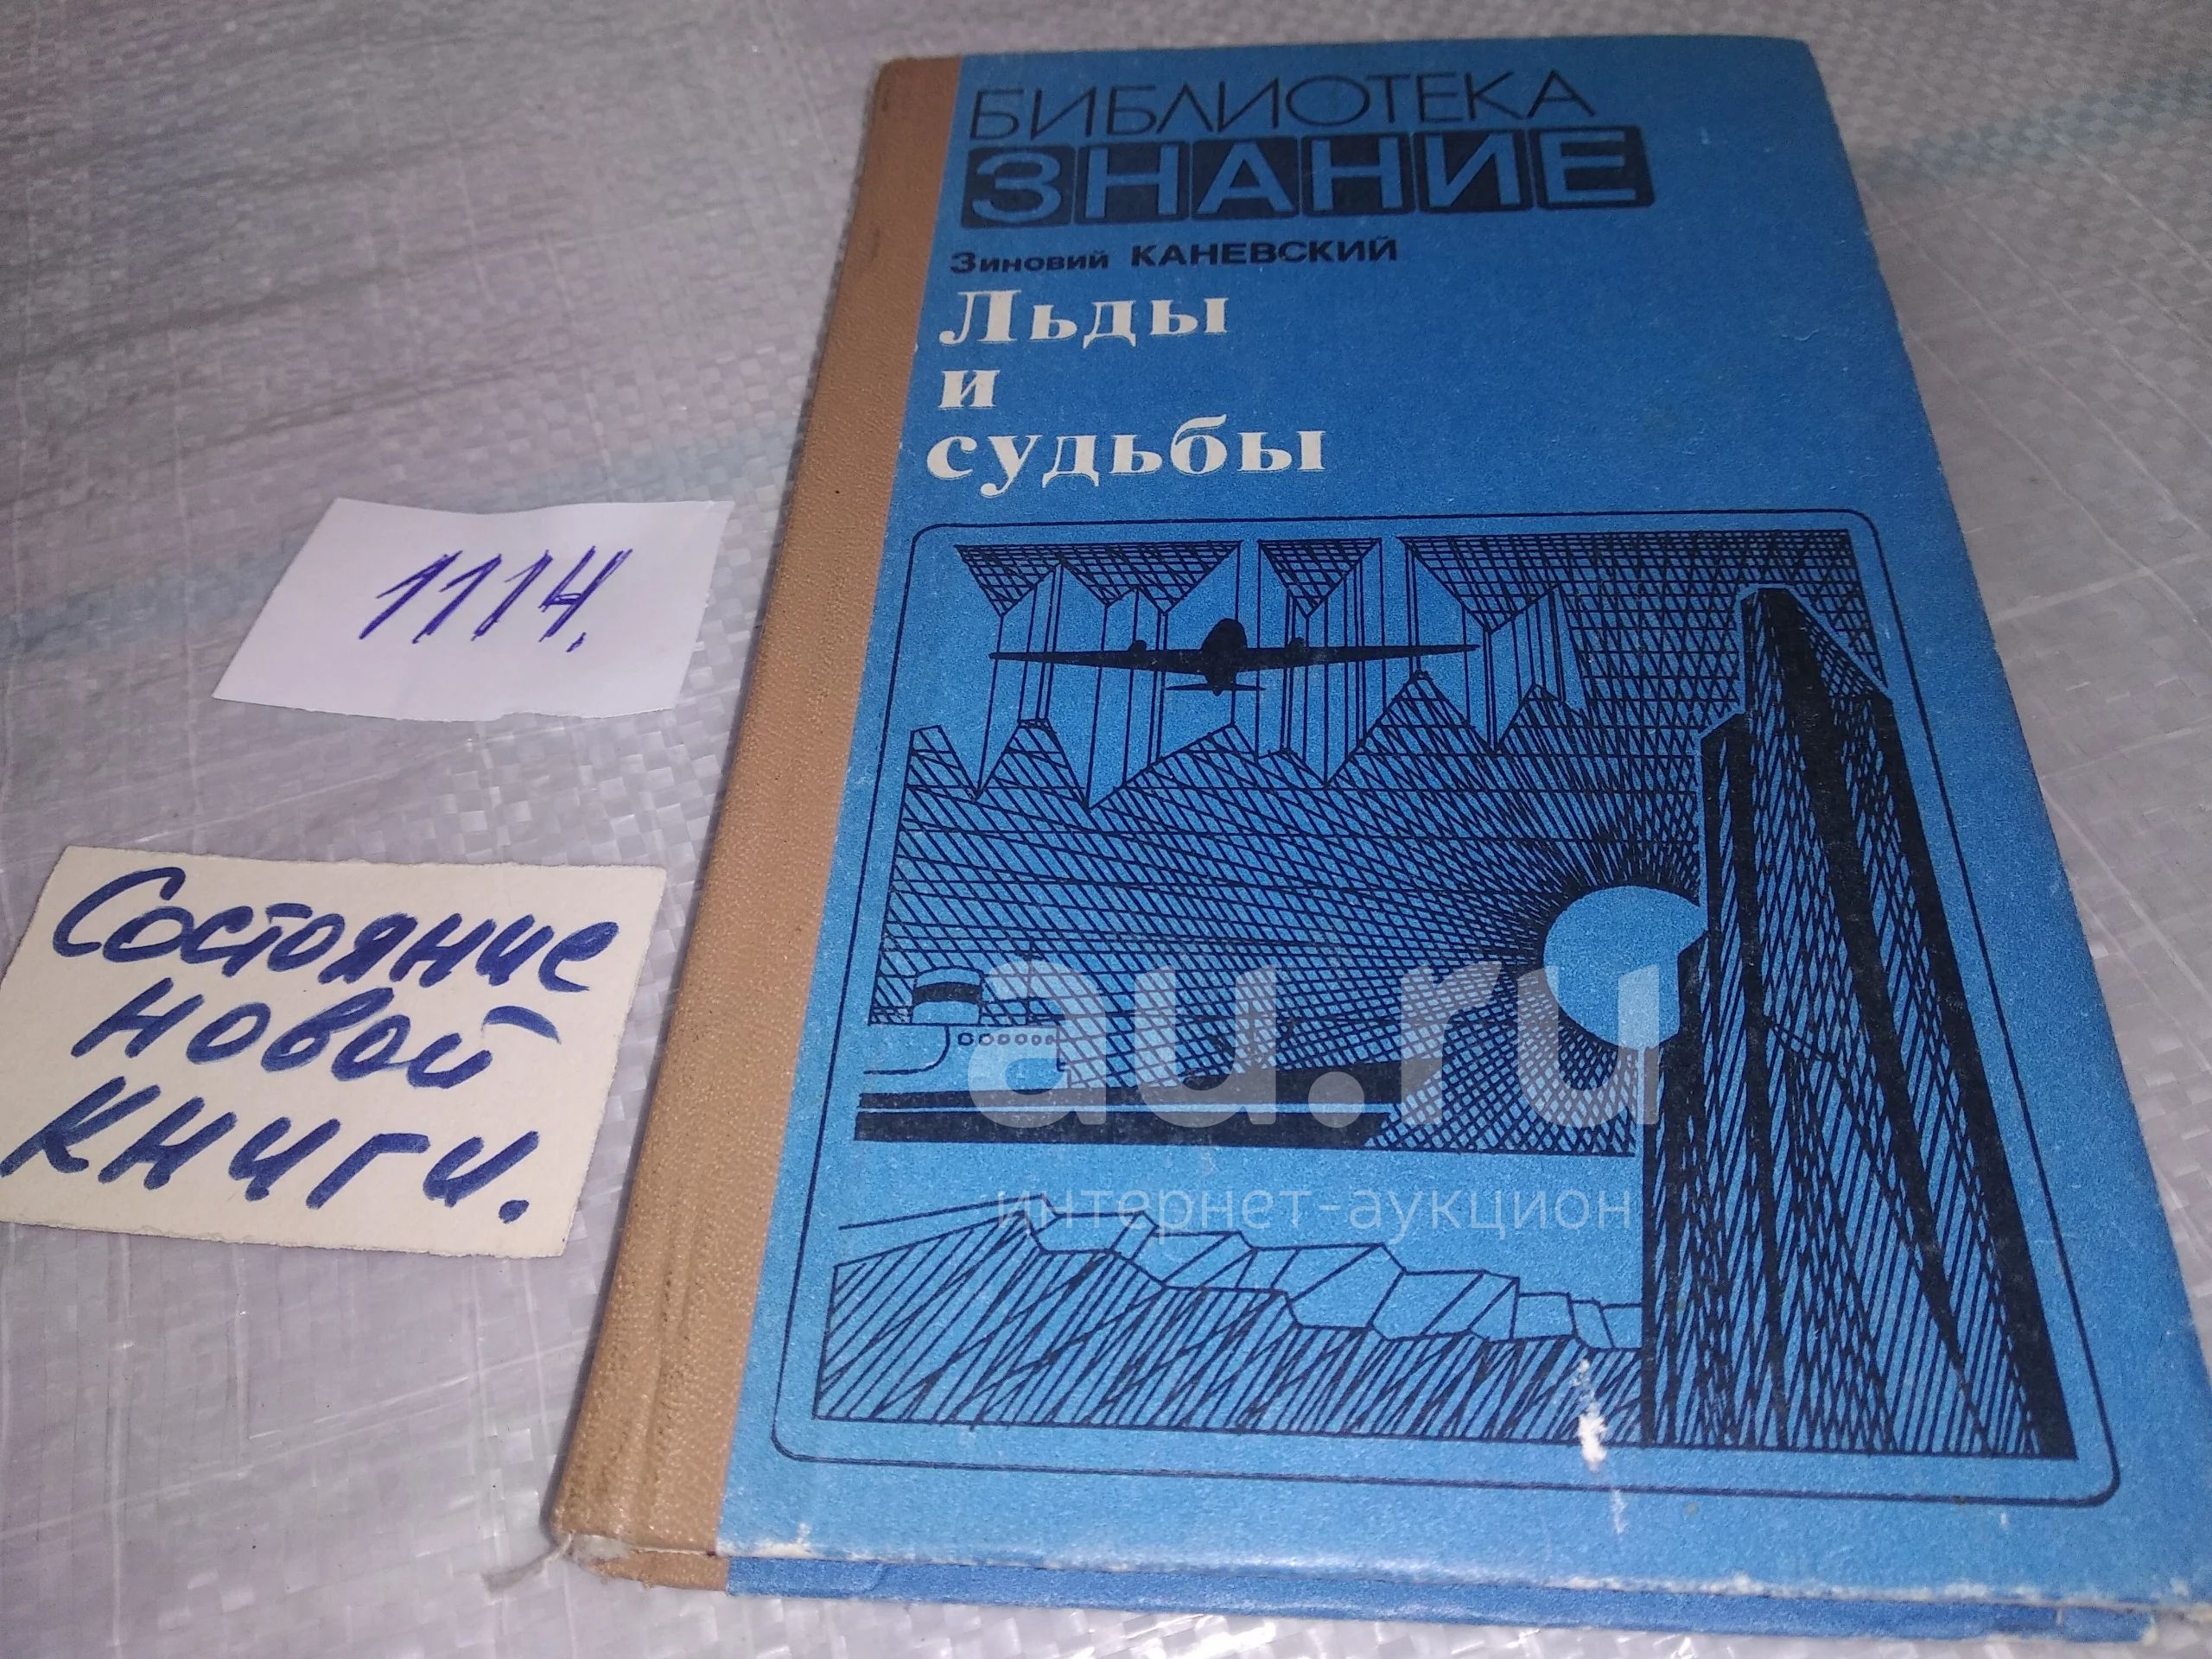 БИБЛИОТЕКА
ЗНАНИЕ
Зиновий КАНЕВСКИЙ
Льды
и
судьбы
1114.
Состояние
новой
книги.
au.ru
интернет-аукцион